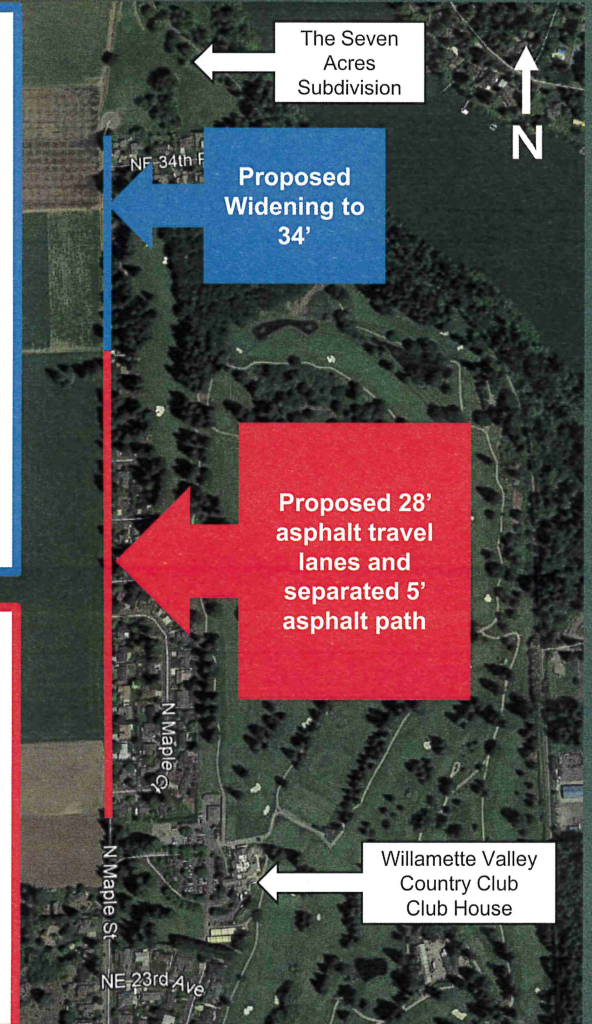 The Seven
Acres
Subdivision
N
NE 34th P
Proposed
Widening to
34’
Proposed 28’
asphalt travel
lanes and
separated 5’
asphalt path
N Maple Ct
Willamette Valley
Country Club
Club House
N Maple St
NE 23rd Ave